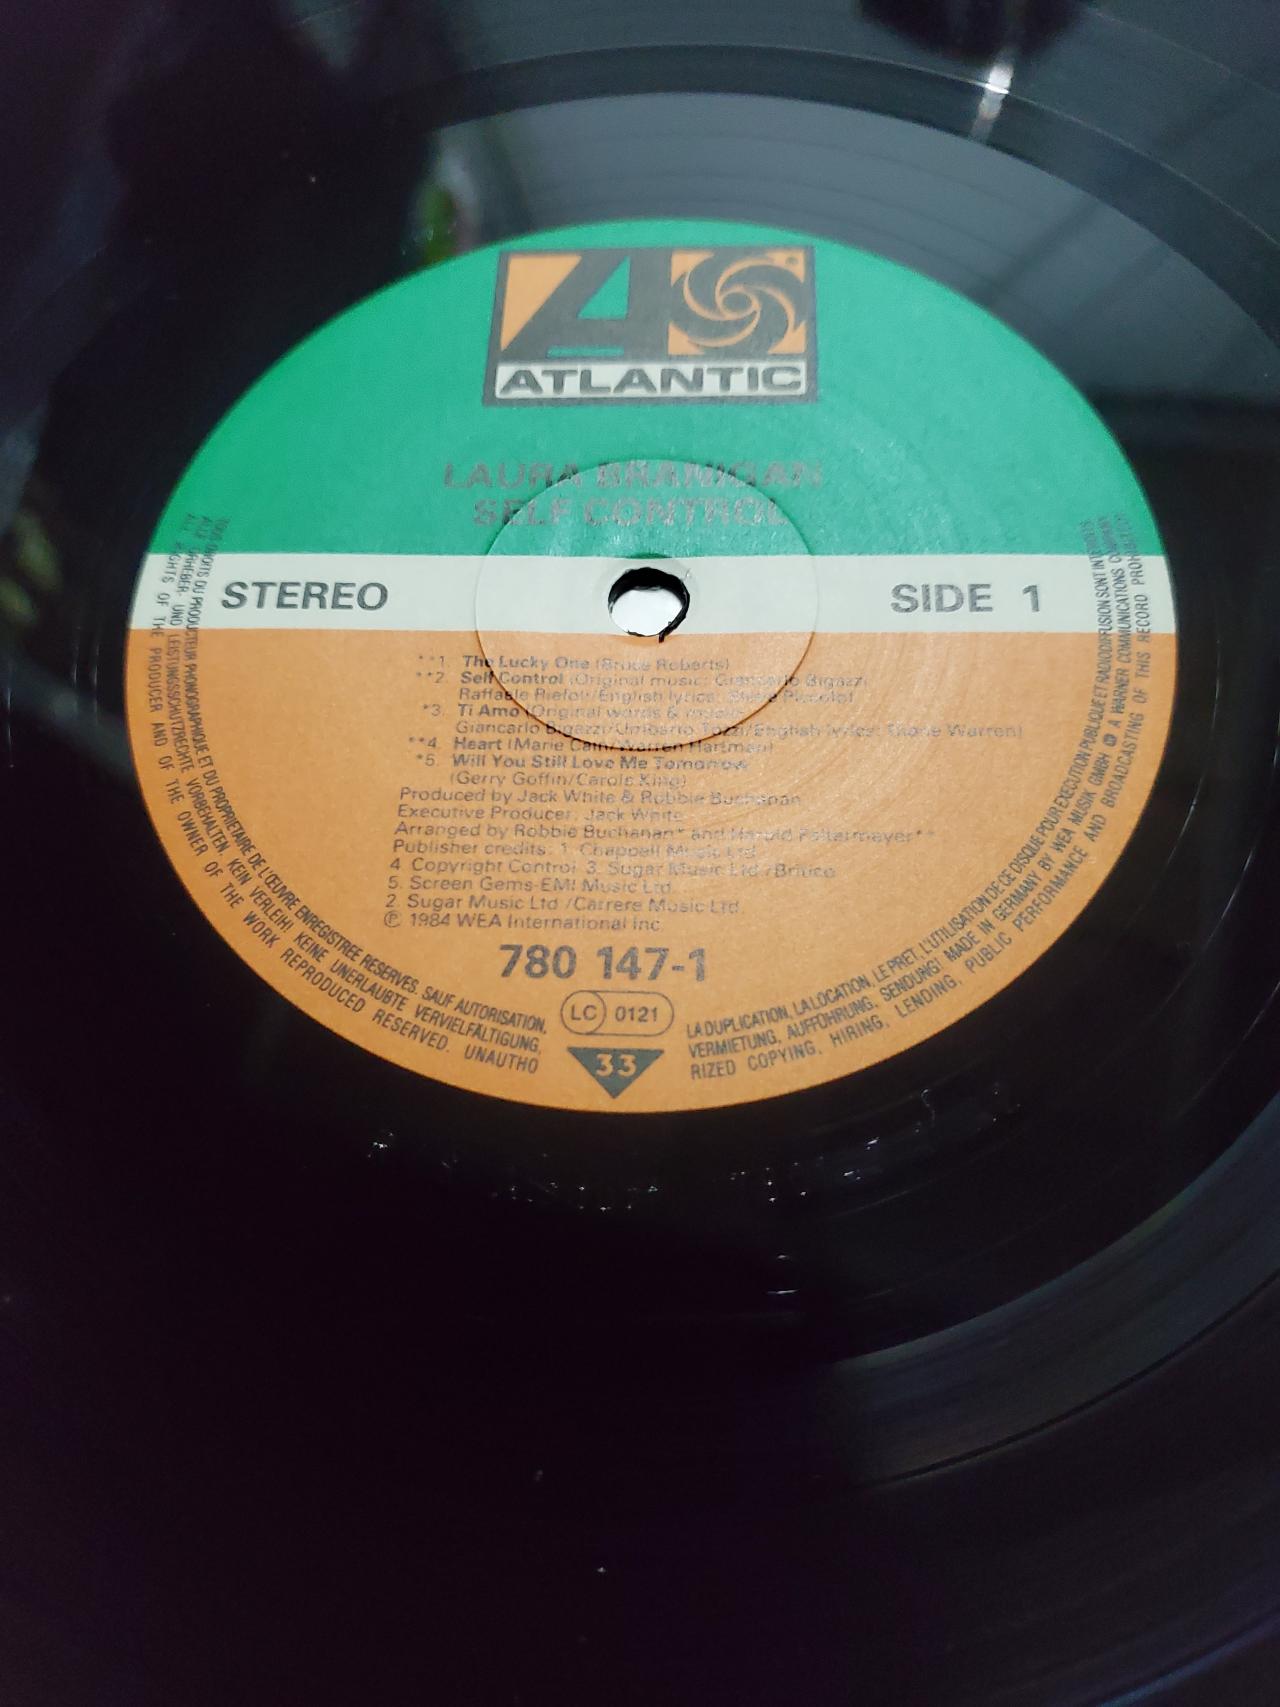 ATLANTIC
LAURA BRANIGAN
SELF CONTROL
STEREO
SIDE 1
**1. The Lucky One (Bruce Roberts)
**2. Self Control (Original music: Giancarlo Bigazzi
Raffaele Riefoli/English lyrics: Steve Piccolo)
*3. Ti Amo (Original words & music:
Giancarlo Bigazzi/Umberto Tozzi/English lyrics: Diane Warren)
**4. Heart (Marie Cain/Warren Hartman)
*5. Will You Still Love Me Tomorrow
(Gerry Goffin/Carole King)
Produced by Jack White & Robbie Buchanan
Executive Producer: Jack White
Arranged by Robbie Buchanan* and Harold Faltermeyer**
Publisher credits: 1. Chappell Music Ltd.
4. Copyright Control 3. Sugar Music Ltd./
5. Screen Gems-EMI Music Ltd.
2. Sugar Music Ltd./Carrere Music Ltd.
℗ 1984 WEA International Inc.
780 147-1
LC 0121
33
TOUS DROITS DU PRODUCTEUR PHONOGRAPHIQUE ET DU PROPRIETAIRE DE L'ŒUVRE ENREGISTREE RESERVES. SAUF AUTORISATION, LA DUPLICATION, LA LOCATION, LE PRET, L'UTILISATION DE CE DISQUE POUR EXECUTION PUBLIQUE ET RADIODIFFUSION SONT INTERDITS
ALLE URHEBER- UND LEISTUNGSSCHUTZRECHTE VORBEHALTEN. KEIN VERLEIH! KEINE UNERLAUBTE VERVIELFÄLTIGUNG, VERMIETUNG, AUFFÜHRUNG, SENDUNG! MADE IN GERMANY BY WEA MUSIK GMBH A WARNER COMMUNICATIONS COMPANY
ALL RIGHTS OF THE PRODUCER AND OF THE OWNER OF THE WORK REPRODUCED RESERVED. UNAUTHORIZED COPYING, HIRING, LENDING, PUBLIC PERFORMANCE AND BROADCASTING OF THIS RECORD PROHIBITED